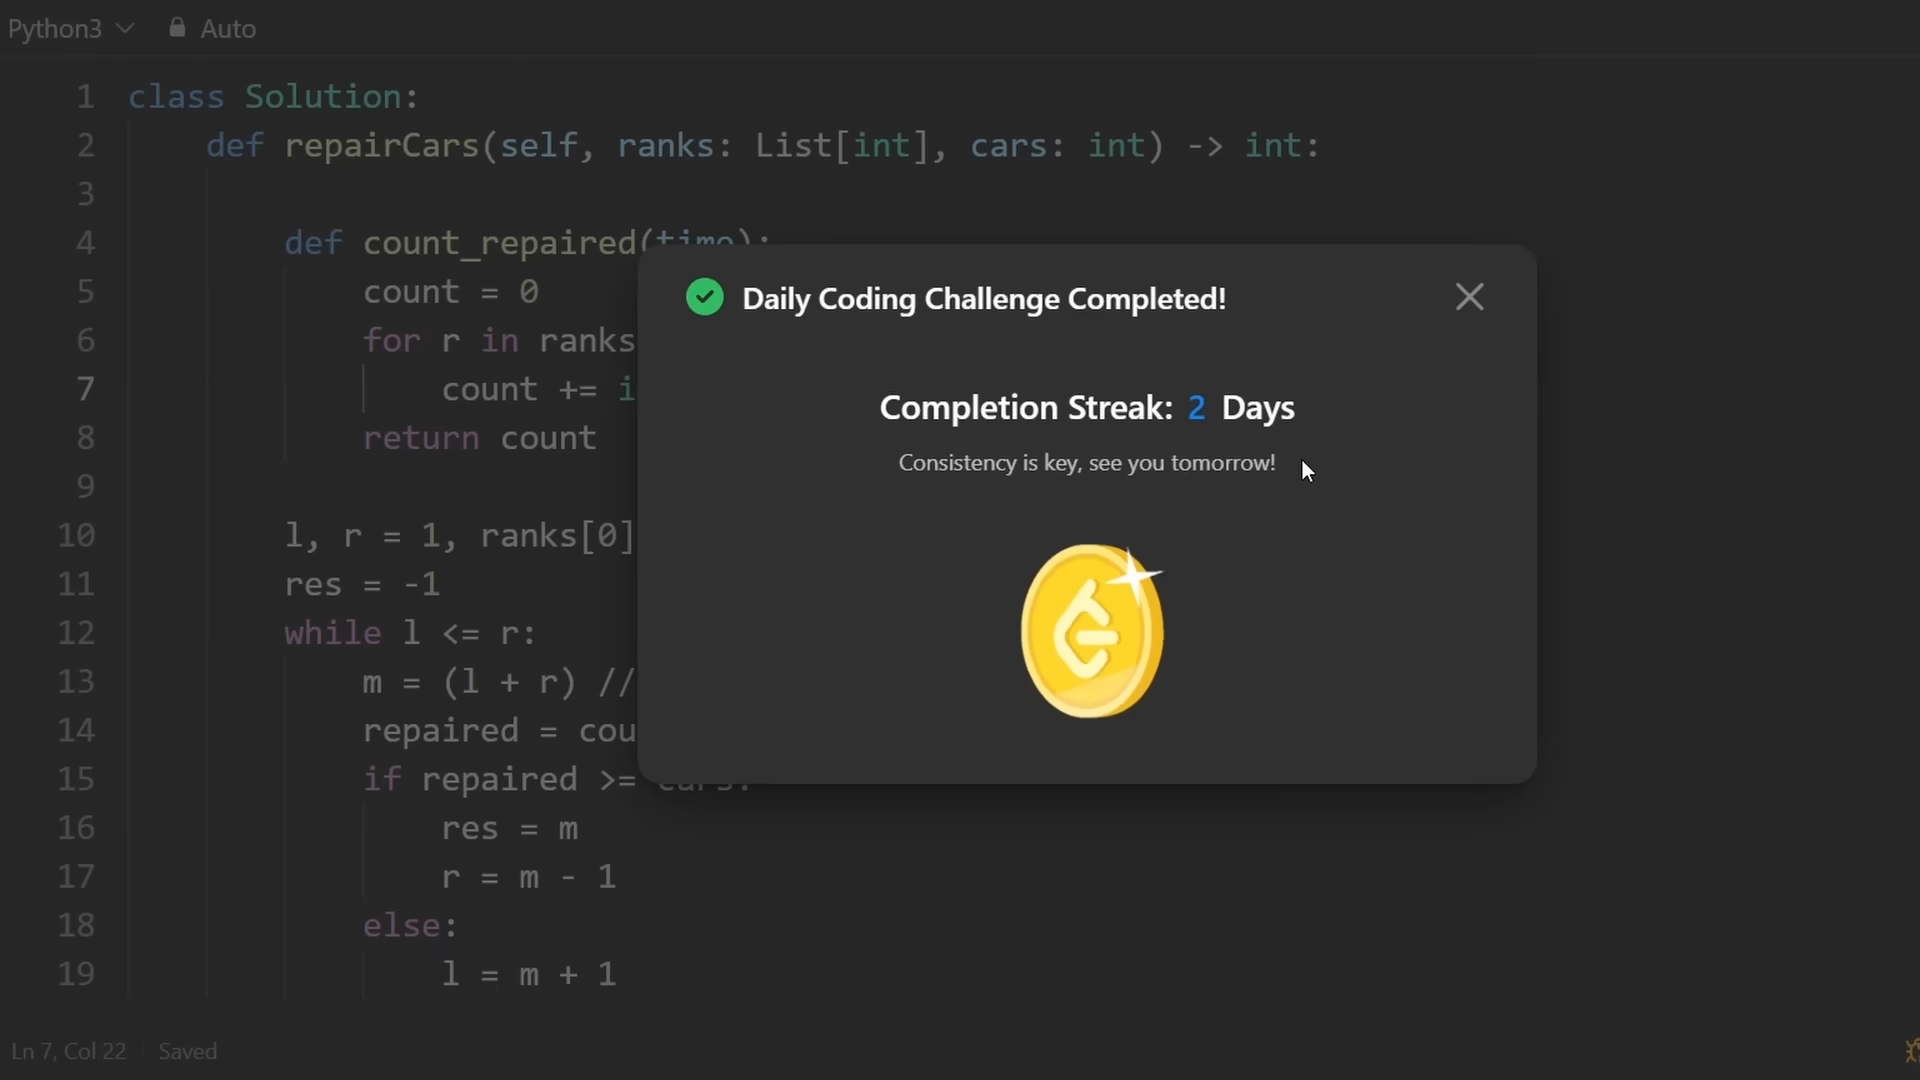 Python3 Auto
1 class Solution:
2 def repairCars(self, ranks: List[int], cars: int) -> int:
3
4 def count_repaired(time):
5 count = 0
6 for r in ranks
7 count += i
8 return count
9
10 l, r = 1, ranks[0]
11 res = -1
12 while l <= r:
13 m = (l + r) //
14 repaired = cou
15 if repaired >= cars:
16 res = m
17 r = m - 1
18 else:
19 l = m + 1
Daily Coding Challenge Completed!
Completion Streak: 2 Days
Consistency is key, see you tomorrow!
Ln 7, Col 22 Saved